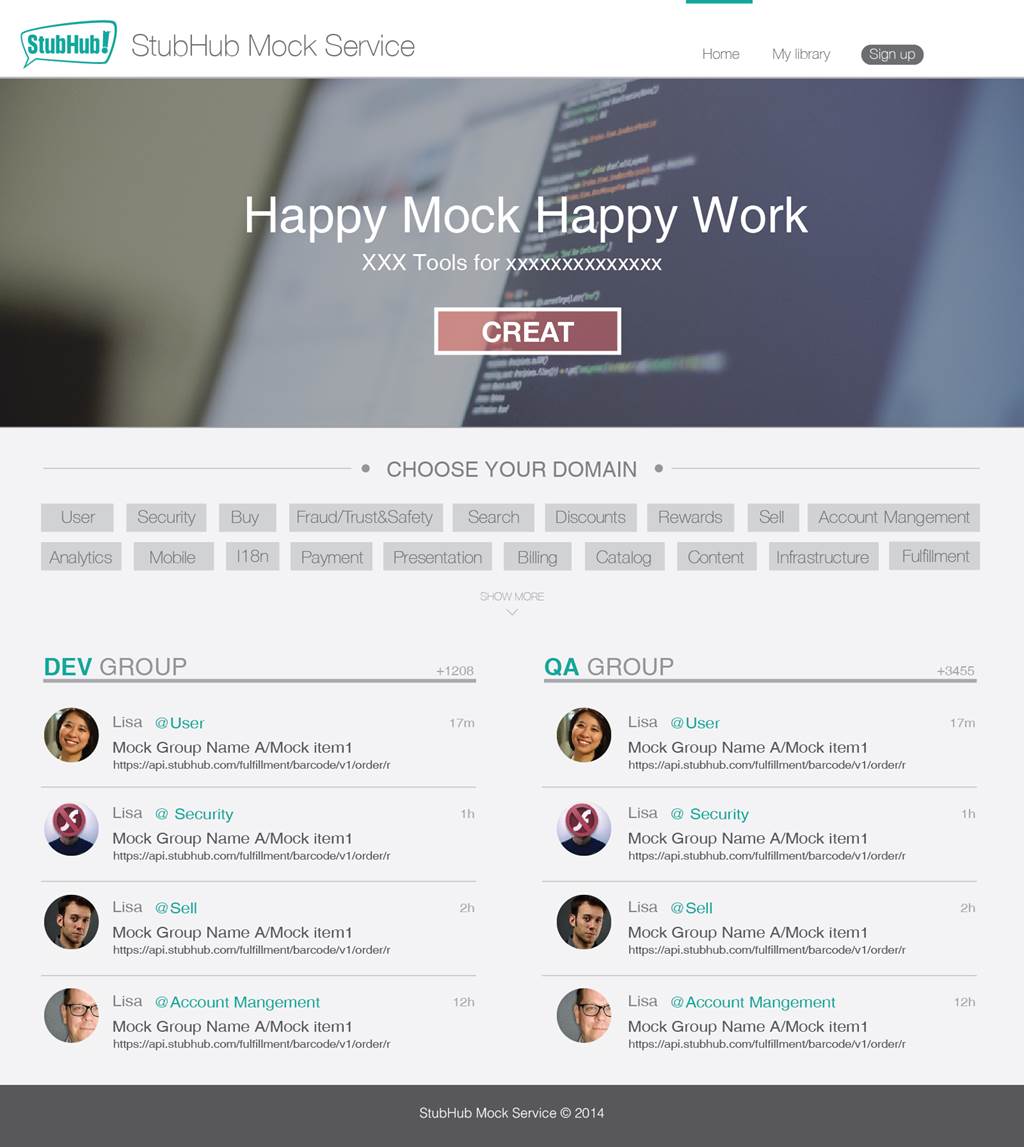 StubHub!
StubHub Mock Service
Home My library Sign up
Happy Mock Happy Work
XXX Tools for xxxxxxxxxxxxxx
CREAT
CHOOSE YOUR DOMAIN
User Security Buy Fraud/Trust&Safety Search Discounts Rewards Sell Account Mangement
Analytics Mobile I18n Payment Presentation Billing Catalog Content Infrastructure Fulfillment
SHOW MORE
DEV GROUP +1208
Lisa @User 17m
Mock Group Name A/Mock item1
https://api.stubhub.com/fulfillment/barcode/v1/order/r
Lisa @ Security 1h
Mock Group Name A/Mock item1
https://api.stubhub.com/fulfillment/barcode/v1/order/r
Lisa @Sell 2h
Mock Group Name A/Mock item1
https://api.stubhub.com/fulfillment/barcode/v1/order/r
Lisa @Account Mangement 12h
Mock Group Name A/Mock item1
https://api.stubhub.com/fulfillment/barcode/v1/order/r
QA GROUP +3455
Lisa @User 17m
Mock Group Name A/Mock item1
https://api.stubhub.com/fulfillment/barcode/v1/order/r
Lisa @ Security 1h
Mock Group Name A/Mock item1
https://api.stubhub.com/fulfillment/barcode/v1/order/r
Lisa @Sell 2h
Mock Group Name A/Mock item1
https://api.stubhub.com/fulfillment/barcode/v1/order/r
Lisa @Account Mangement 12h
Mock Group Name A/Mock item1
https://api.stubhub.com/fulfillment/barcode/v1/order/r
StubHub Mock Service © 2014